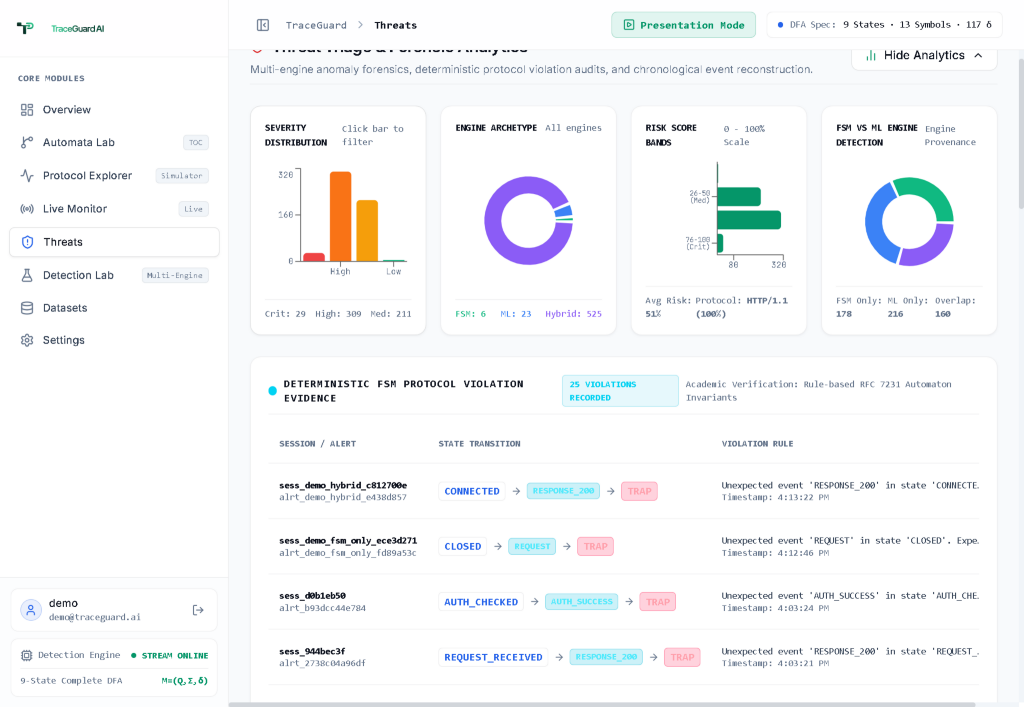 TraceGuard AI
TraceGuard > Threats
Presentation Mode
DFA Spec: 9 States · 13 Symbols · 117 δ
CORE MODULES
Overview
Automata Lab TOC
Protocol Explorer Simulator
Live Monitor Live
Threats
Detection Lab Multi-Engine
Datasets
Settings
demo
demo@traceguard.ai
Detection Engine STREAM ONLINE
9-State Complete DFA M=(Q,Σ,δ)
Threat Triage & Forensic Analytics
Multi-engine anomaly forensics, deterministic protocol violation audits, and chronological event reconstruction.
Hide Analytics
SEVERITY DISTRIBUTION
Click bar to filter
320
160
0
High
Low
Crit: 29 High: 309 Med: 211
ENGINE ARCHETYPE All engines
FSM: 6 ML: 23 Hybrid: 525
RISK SCORE BANDS
0 - 100% Scale
26-50 (Med)
76-100 (Crit)
80
320
Avg Risk: 51%
Protocol: HTTP/1.1 (100%)
FSM VS ML ENGINE DETECTION
Engine Provenance
FSM Only: 178
ML Only: 216
Overlap: 160
DETERMINISTIC FSM PROTOCOL VIOLATION EVIDENCE
25 VIOLATIONS RECORDED
Academic Verification: Rule-based RFC 7231 Automaton Invariants
SESSION / ALERT STATE TRANSITION VIOLATION RULE
sess_demo_hybrid_c812700e
alrt_demo_hybrid_e438d857
CONNECTED → RESPONSE_200 → TRAP
Unexpected event 'RESPONSE_200' in state 'CONNECTE…
Timestamp: 4:13:22 PM
sess_demo_fsm_only_ece3d271
alrt_demo_fsm_only_fd89a53c
CLOSED → REQUEST → TRAP
Unexpected event 'REQUEST' in state 'CLOSED'. Expe…
Timestamp: 4:12:46 PM
sess_d0b1eb50
alrt_b93dcc44e784
AUTH_CHECKED → AUTH_SUCCESS → TRAP
Unexpected event 'AUTH_SUCCESS' in state 'AUTH_CHE…
Timestamp: 4:03:24 PM
sess_944bec3f
alrt_2738c04a96df
REQUEST_RECEIVED → RESPONSE_200 → TRAP
Unexpected event 'RESPONSE_200' in state 'REQUEST_…
Timestamp: 4:03:21 PM